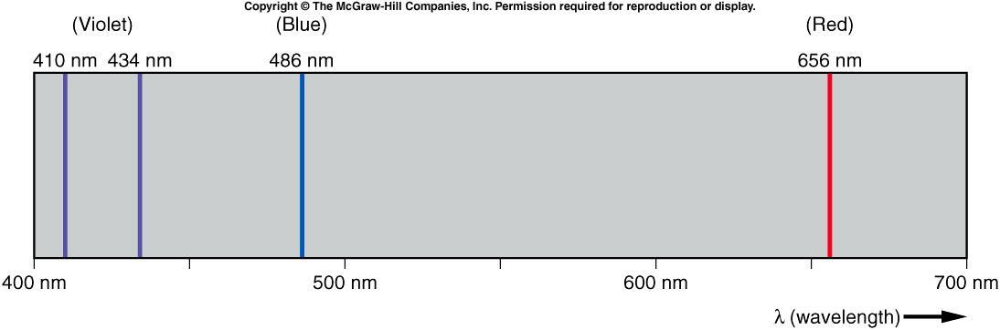 Copyright © The McGraw-Hill Companies, Inc. Permission required for reproduction or display.
(Violet) (Blue) (Red)
410 nm 434 nm 486 nm 656 nm
400 nm 500 nm 600 nm 700 nm
λ (wavelength)